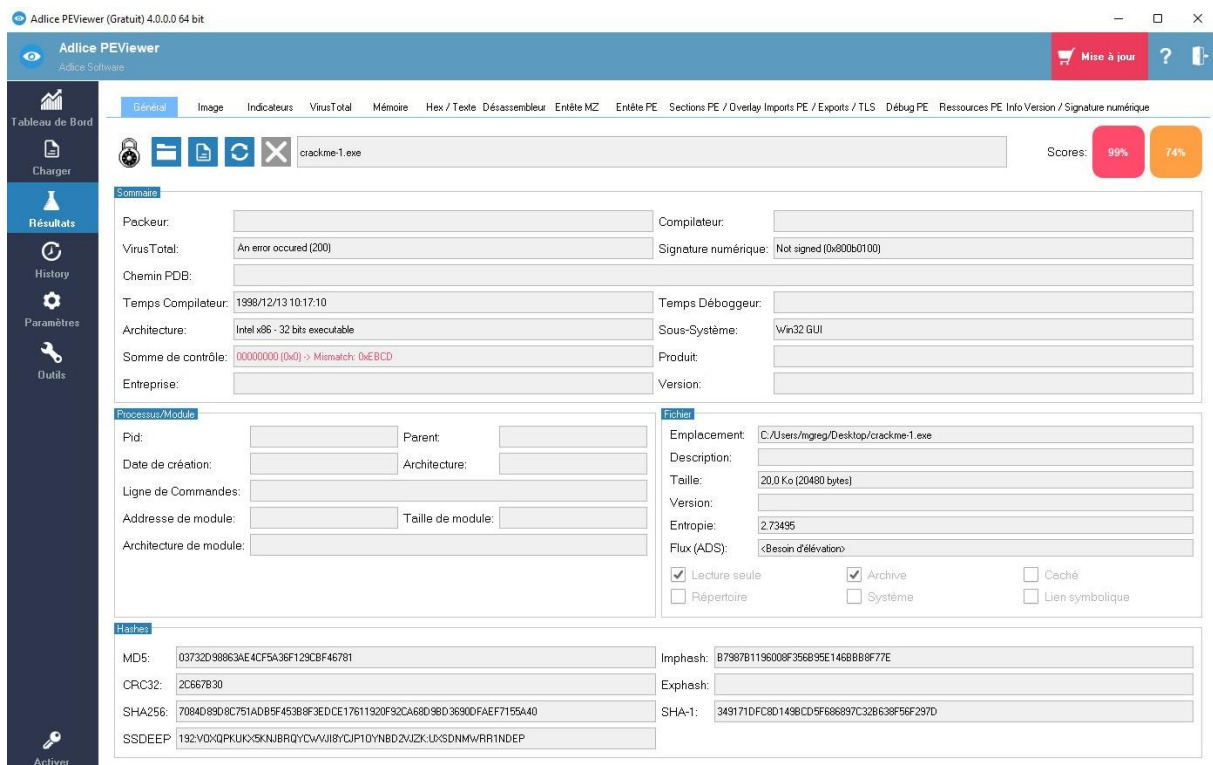 Adlice PEViewer (Gratuit) 4.0.0.0 64 bit
Adlice PEViewer
Adlice Software
Mise à jour
?
Tableau de Bord
Charger
Résultats
History
Paramètres
Outils
Activer
Général Image Indicateurs VirusTotal Mémoire Hex / Texte Désassembleur Entête MZ Entête PE Sections PE / Overlay Imports PE / Exports / TLS Débug PE Ressources PE Info Version / Signature numérique
crackme-1.exe
Scores: 99% 74%
Sommaire
Packeur: Compilateur:
VirusTotal: An error occured (200) Signature numérique: Not signed (0x800b0100)
Chemin PDB:
Temps Compilateur: 1998/12/13 10:17:10 Temps Déboggeur:
Architecture: Intel x86 - 32 bits executable Sous-Système: Win32 GUI
Somme de contrôle: 00000000 (0x0) -> Mismatch: 0xEBCD Produit:
Entreprise: Version:
Processus/Module
Pid: Parent:
Date de création: Architecture:
Ligne de Commandes:
Addresse de module: Taille de module:
Architecture de module:
Fichier
Emplacement: C:/Users/mgreg/Desktop/crackme-1.exe
Description:
Taille: 20,0 Ko (20480 bytes)
Version:
Entropie: 2.73495
Flux (ADS): <Besoin d'élévation>
Lecture seule Archive Caché
Répertoire Système Lien symbolique
Hashes
MD5: 03732D98863AE4CF5A36F129CBF46781 Imphash: B7987B1196008F356B95E146BBB8F77E
CRC32: 2C667B30 Exphash:
SHA256: 7084D89D8C751ADB5F453B8F3EDCE17611920F92CA68D9BD3690DFAEF7155A40 SHA-1: 349171DFC8D149BCD5F686897C32B638F56F297D
SSDEEP 192:V0XQPKUKX5KNJBRQYCWVJI8YCJP1OYNBD2VJZK:UXSDNMWRR1NDEP